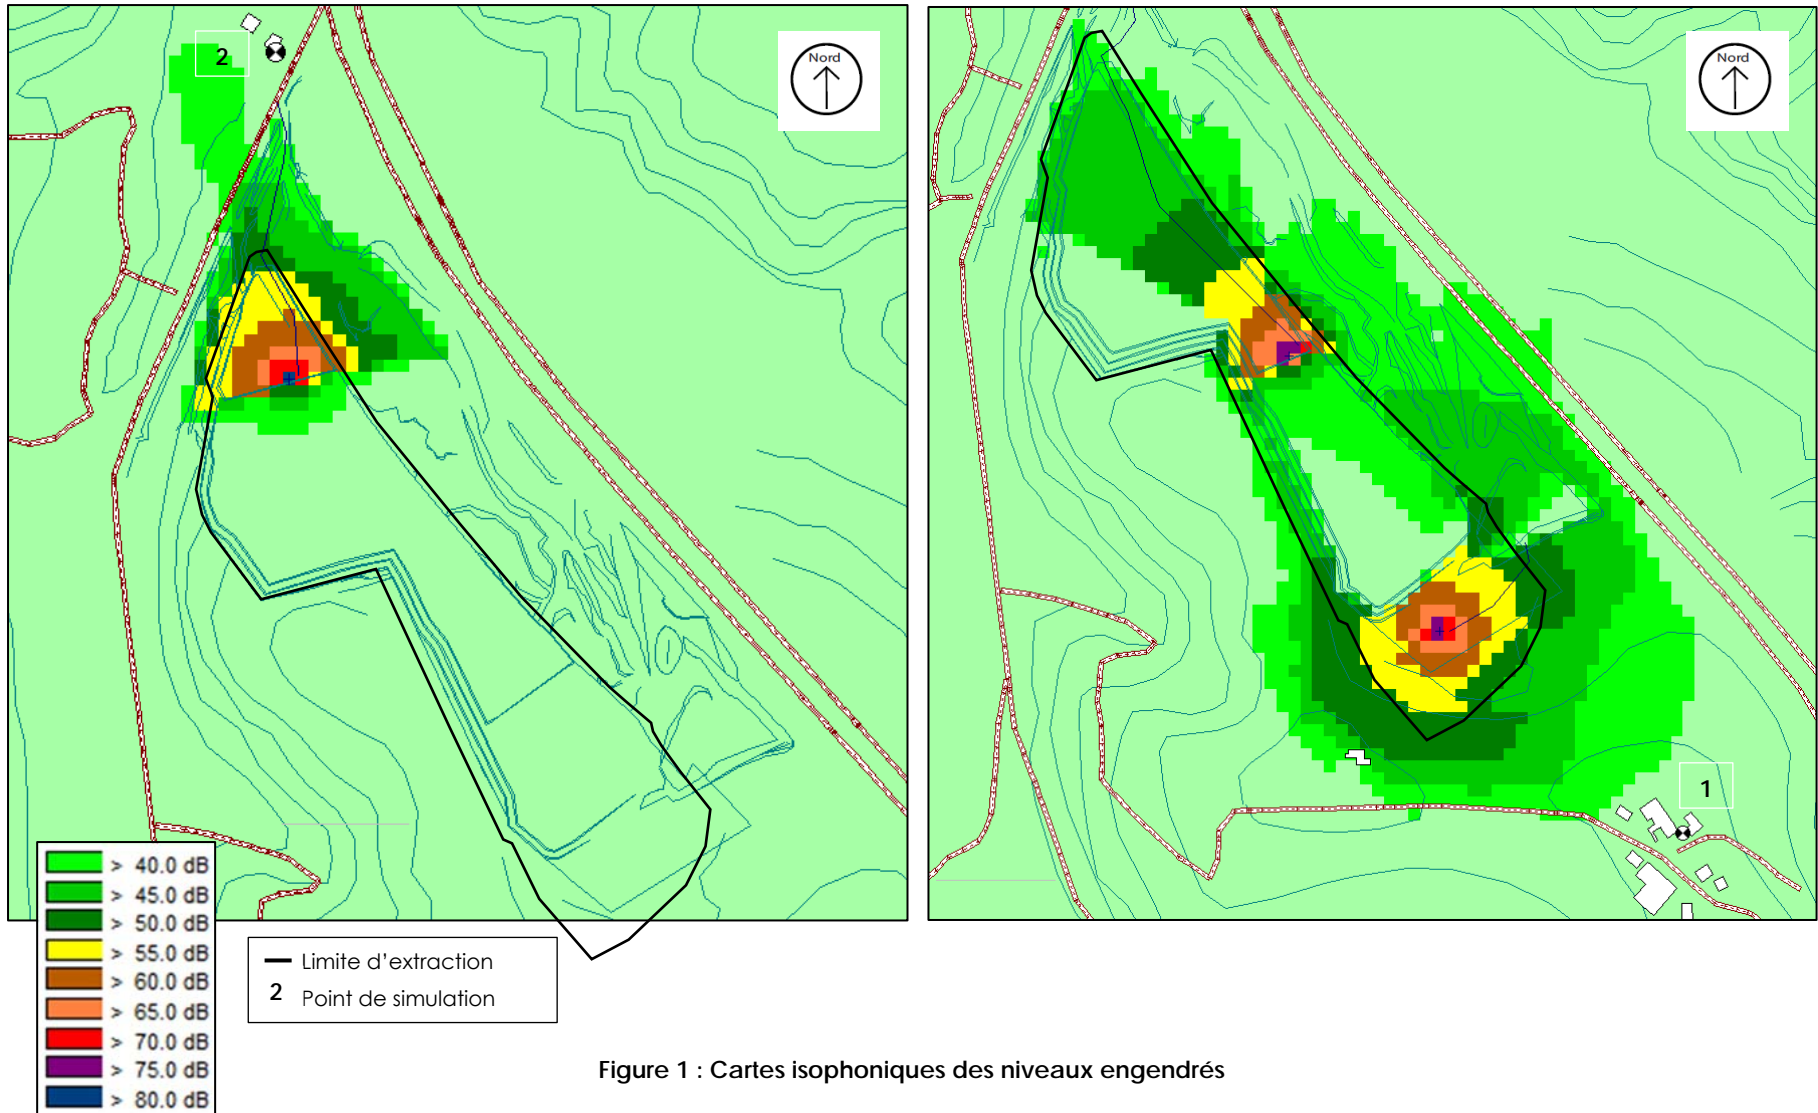 2
Nord
Nord
1
> 40.0 dB
> 45.0 dB
> 50.0 dB
> 55.0 dB
> 60.0 dB
> 65.0 dB
> 70.0 dB
> 75.0 dB
> 80.0 dB
Limite d'extraction
2 Point de simulation
Figure 1 : Cartes isophoniques des niveaux engendrés